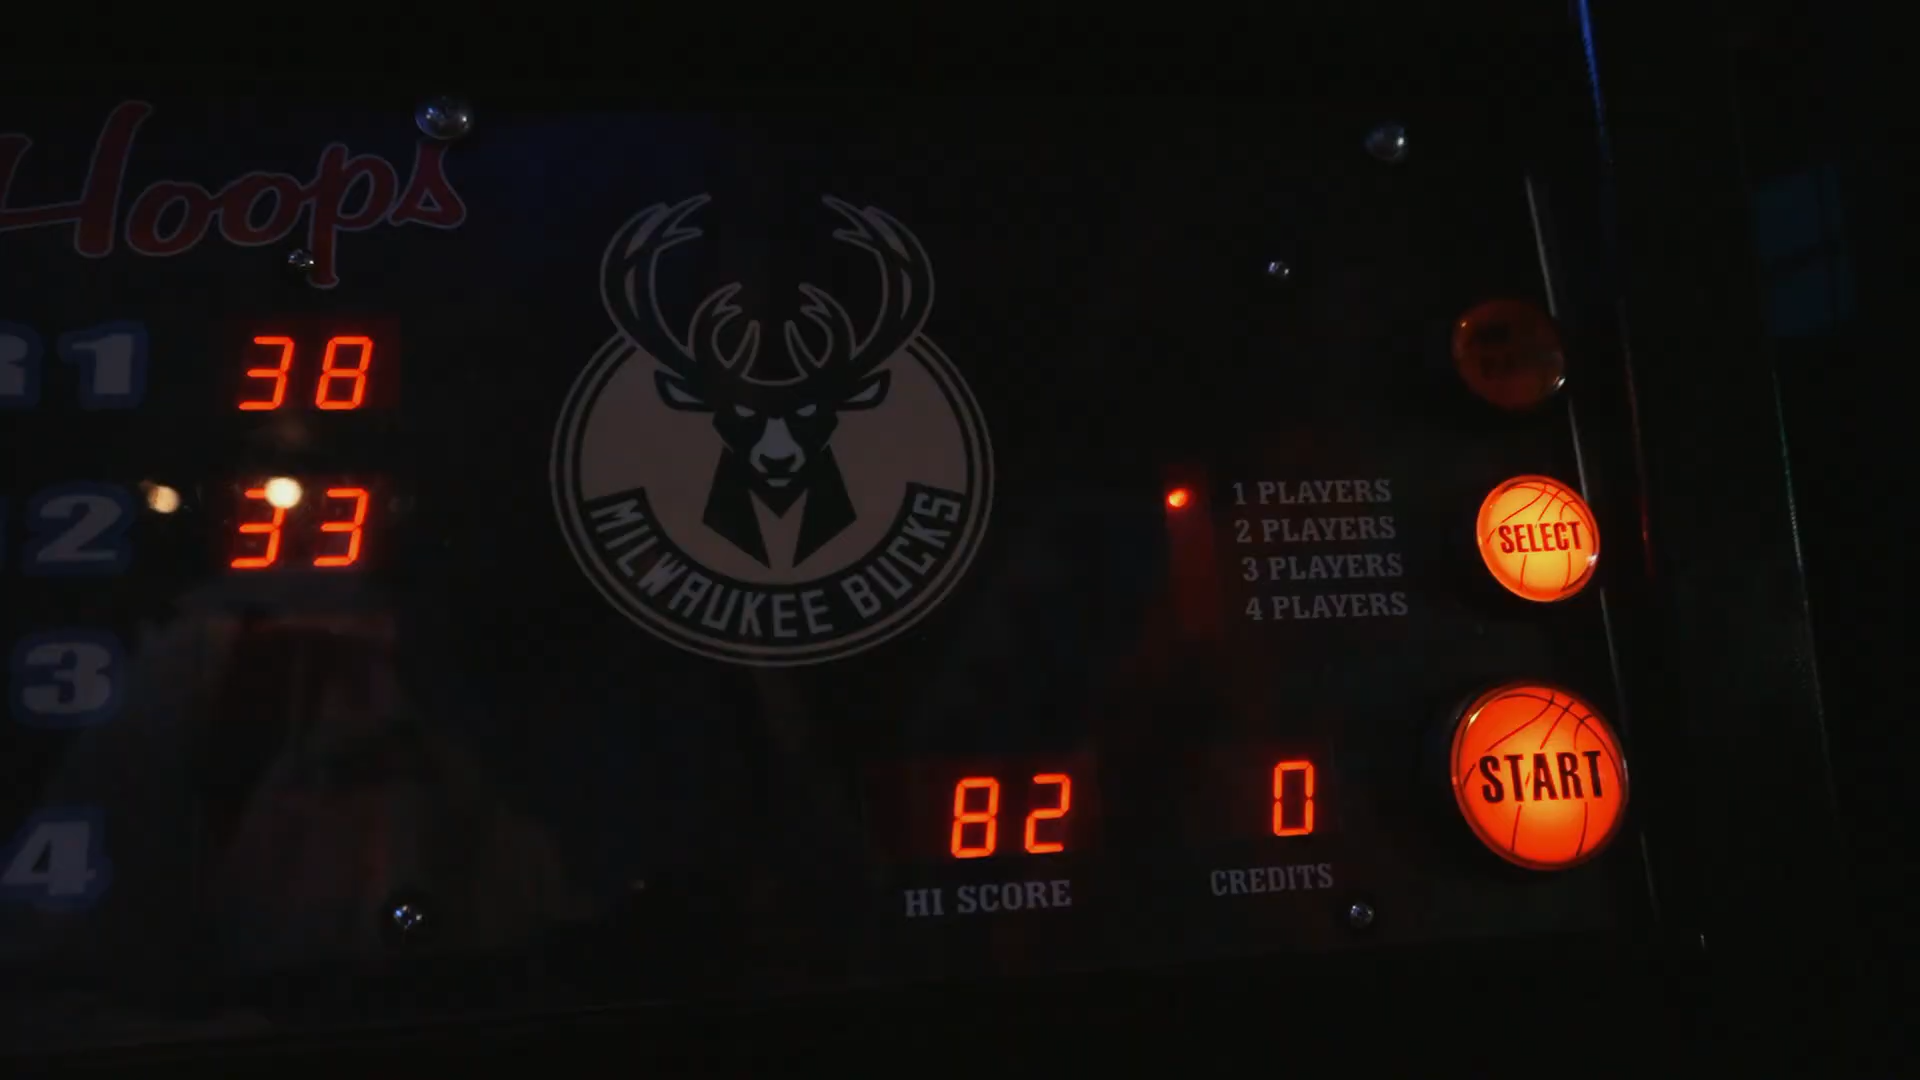 Hoops
1 38
2 33
3
4
MILWAUKEE BUCKS
1 PLAYERS
2 PLAYERS
3 PLAYERS
4 PLAYERS
SELECT
START
82
HI SCORE
0
CREDITS